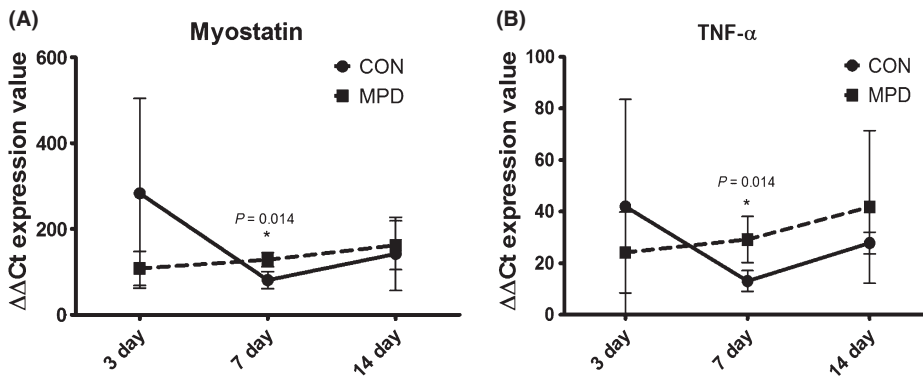 (A)
Myostatin
ΔΔCt expression value
600
400
200
0
CON
MPD
P = 0.014
*
3 day
7 day
14 day
(B)
TNF-α
ΔΔCt expression value
100
80
60
40
20
0
CON
MPD
P = 0.014
*
3 day
7 day
14 day